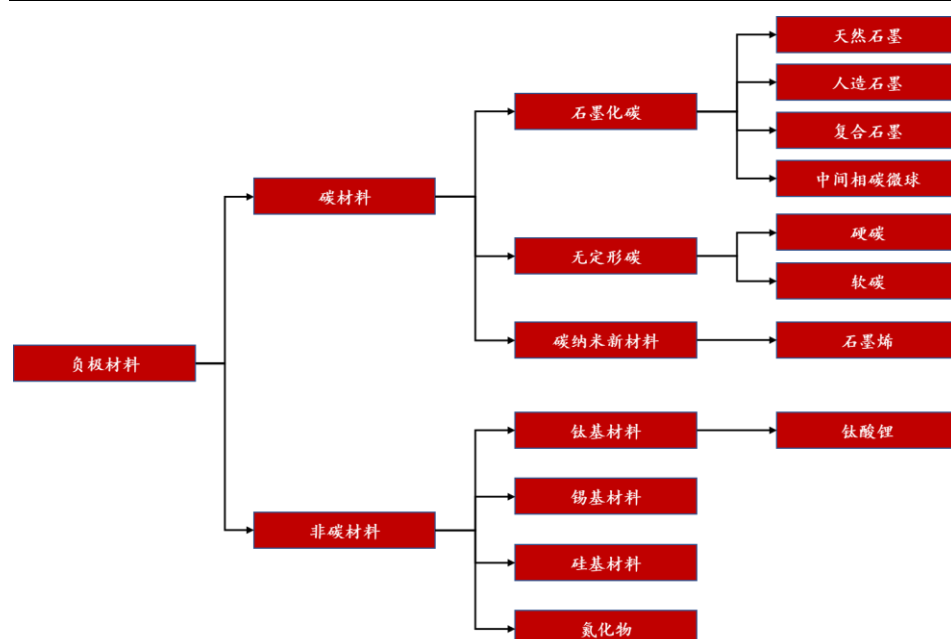 天然石墨
人造石墨
石墨化碳
复合石墨
中间相碳微球
碳材料
硬碳
无定形碳
软碳
碳纳米新材料
石墨烯
负极材料
钛基材料
钛酸锂
锡基材料
非碳材料
硅基材料
氮化物